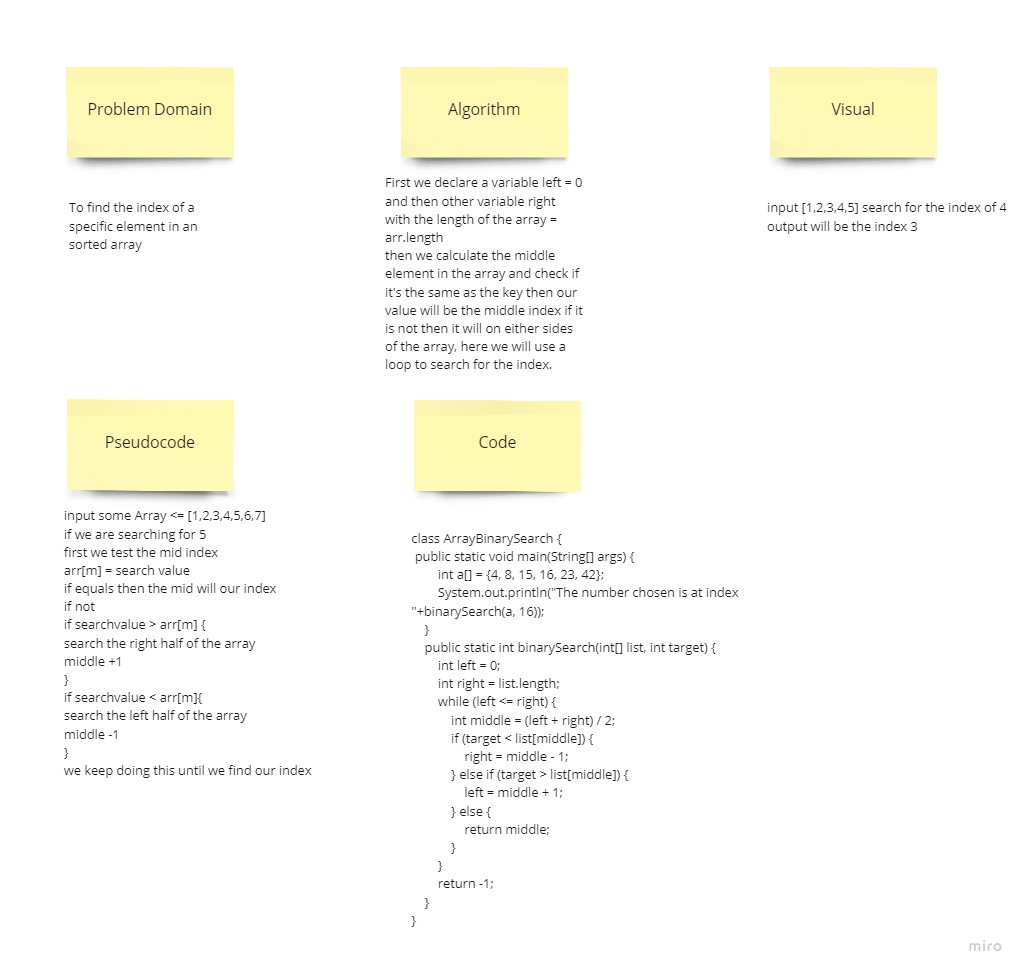 Problem Domain
To find the index of a
specific element in an
sorted array
Algorithm
First we declare a variable left = 0
and then other variable right
with the length of the array =
arr.length
then we calculate the middle
element in the array and check if
it's the same as the key then our
value will be the middle index if it
is not then it will on either sides
of the array, here we will use a
loop to search for the index.
Visual
input [1,2,3,4,5] search for the index of 4
output will be the index 3
Pseudocode
input some Array <= [1,2,3,4,5,6,7]
if we are searching for 5
first we test the mid index
arr[m] = search value
if equals then the mid will our index
if not
if searchvalue > arr[m] {
search the right half of the array
middle +1
}
if searchvalue < arr[m]{
search the left half of the array
middle -1
}
we keep doing this until we find our index
Code
class ArrayBinarySearch {
public static void main(String[] args) {
int a[] = {4, 8, 15, 16, 23, 42};
System.out.println("The number chosen is at index
"+binarySearch(a, 16));
}
public static int binarySearch(int[] list, int target) {
int left = 0;
int right = list.length;
while (left <= right) {
int middle = (left + right) / 2;
if (target < list[middle]) {
right = middle - 1;
} else if (target > list[middle]) {
left = middle + 1;
} else {
return middle;
}
}
return -1;
}
}
miro